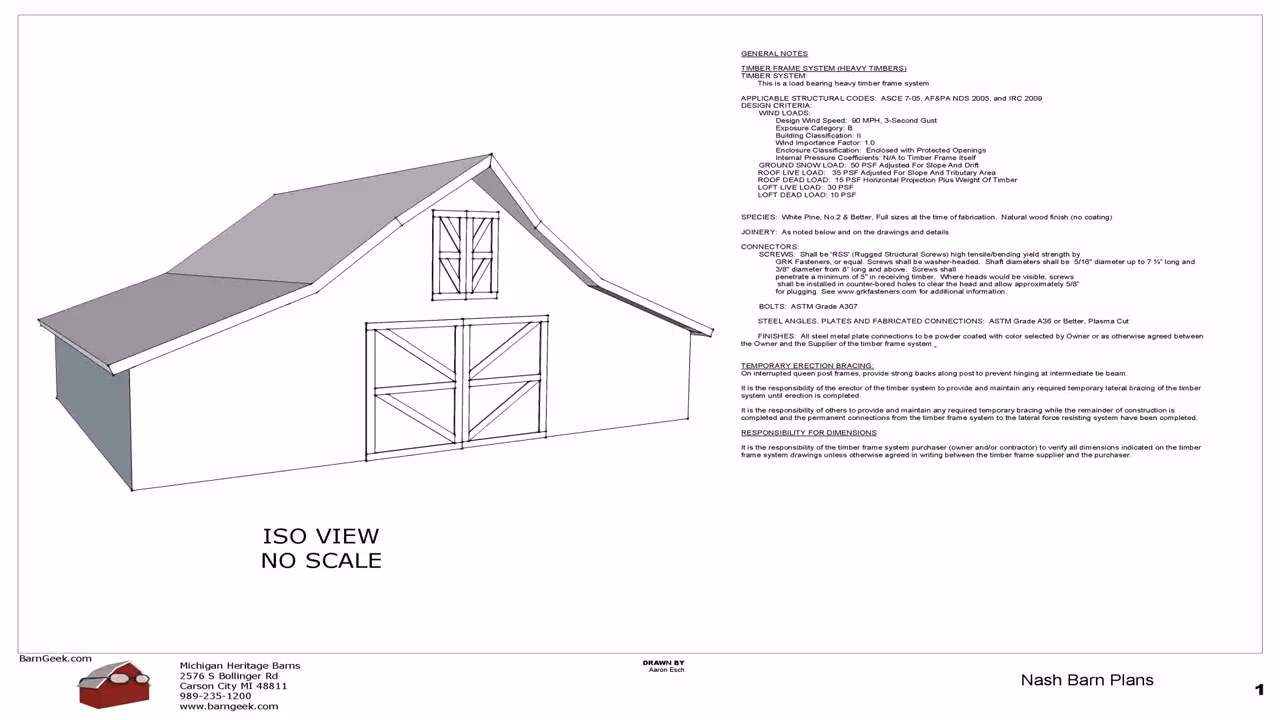 GENERAL NOTES
TIMBER FRAME SYSTEM (HEAVY TIMBERS)
TIMBER SYSTEM:
This is a load bearing heavy timber frame system
APPLICABLE STRUCTURAL CODES: ASCE 7-05, AF&PA NDS 2005, and IRC 2009
DESIGN CRITERIA:
WIND LOADS:
Design Wind Speed: 90 MPH, 3-Second Gust
Exposure Category: B
Building Classification: II
Wind Importance Factor: 1.0
Enclosure Classification: Enclosed with Protected Openings
Internal Pressure Coefficients: N/A to Timber Frame Itself
GROUND SNOW LOAD: 50 PSF Adjusted For Slope And Drift
ROOF LIVE LOAD: 35 PSF Adjusted For Slope And Tributary Area
ROOF DEAD LOAD: 15 PSF Horizontal Projection Plus Weight Of Timber
LOFT LIVE LOAD: 30 PSF
LOFT DEAD LOAD: 10 PSF
SPECIES: White Pine, No.2 & Better, Full sizes at the time of fabrication. Natural wood finish (no coating)
JOINERY: As noted below and on the drawings and details
CONNECTORS:
SCREWS: Shall be "RSS" (Rugged Structural Screws) high tensile/bending yield strength by
GRK Fasteners, or equal. Screws shall be washer-headed. Shaft diameters shall be 5/16" diameter up to 7 ¼" long and
3/8" diameter from 8" long and above. Screws shall
penetrate a minimum of 5" in receiving timber. Where heads would be visible, screws
shall be installed in counter-bored holes to clear the head and allow approximately 5/8"
for plugging. See www.grkfasteners.com for additional information.
BOLTS: ASTM Grade A307
STEEL ANGLES, PLATES AND FABRICATED CONNECTIONS: ASTM Grade A36 or Better, Plasma Cut
FINISHES: All steel metal plate connections to be powder coated with color selected by Owner or as otherwise agreed between
the Owner and the Supplier of the timber frame system.
TEMPORARY ERECTION BRACING:
On interrupted queen post frames, provide strong backs along post to prevent hinging at intermediate tie beam.
It is the responsibility of the erector of the timber system to provide and maintain any required temporary lateral bracing of the timber
system until erection is completed.
It is the responsibility of others to provide and maintain any required temporary bracing while the remainder of construction is
completed and the permanent connections from the timber frame system to the lateral force resisting system have been completed.
RESPONSIBILITY FOR DIMENSIONS
It is the responsibility of the timber frame system purchaser (owner and/or contractor) to verify all dimensions indicated on the timber
frame system drawings unless otherwise agreed in writing between the timber frame supplier and the purchaser.
ISO VIEW
NO SCALE
BarnGeek.com
Michigan Heritage Barns
2576 S Bollinger Rd
Carson City MI 48811
989-235-1200
www.barngeek.com
DRAWN BY
Aaron Esch
Nash Barn Plans
1